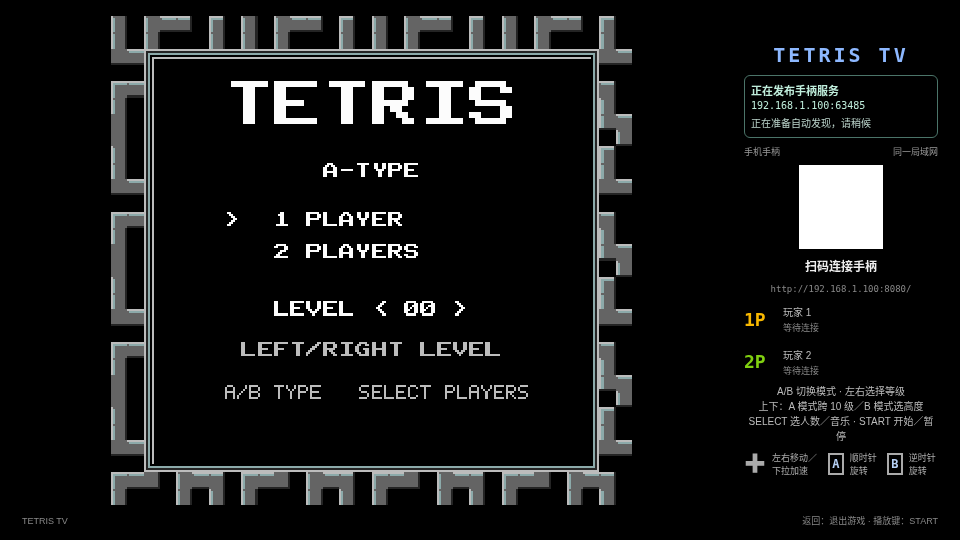 TETRIS
A-TYPE
> 1 PLAYER
2 PLAYERS
LEVEL < 00 >
LEFT/RIGHT LEVEL
A/B TYPE SELECT PLAYERS
TETRIS TV
正在发布手柄服务
192.168.1.100:63485
正在准备自动发现，请稍候
手机手柄 同一局域网
扫码连接手柄
http://192.168.1.100:8080/
1P 玩家 1
等待连接
2P 玩家 2
等待连接
A/B 切换模式 · 左右选择等级
上下：A 模式跨 10 级／B 模式选高度
SELECT 选人数／音乐 · START 开始／暂
停
左右移动／
下拉加速
A 顺时针
旋转
B 逆时针
旋转
TETRIS TV
返回：退出游戏 · 播放键：START